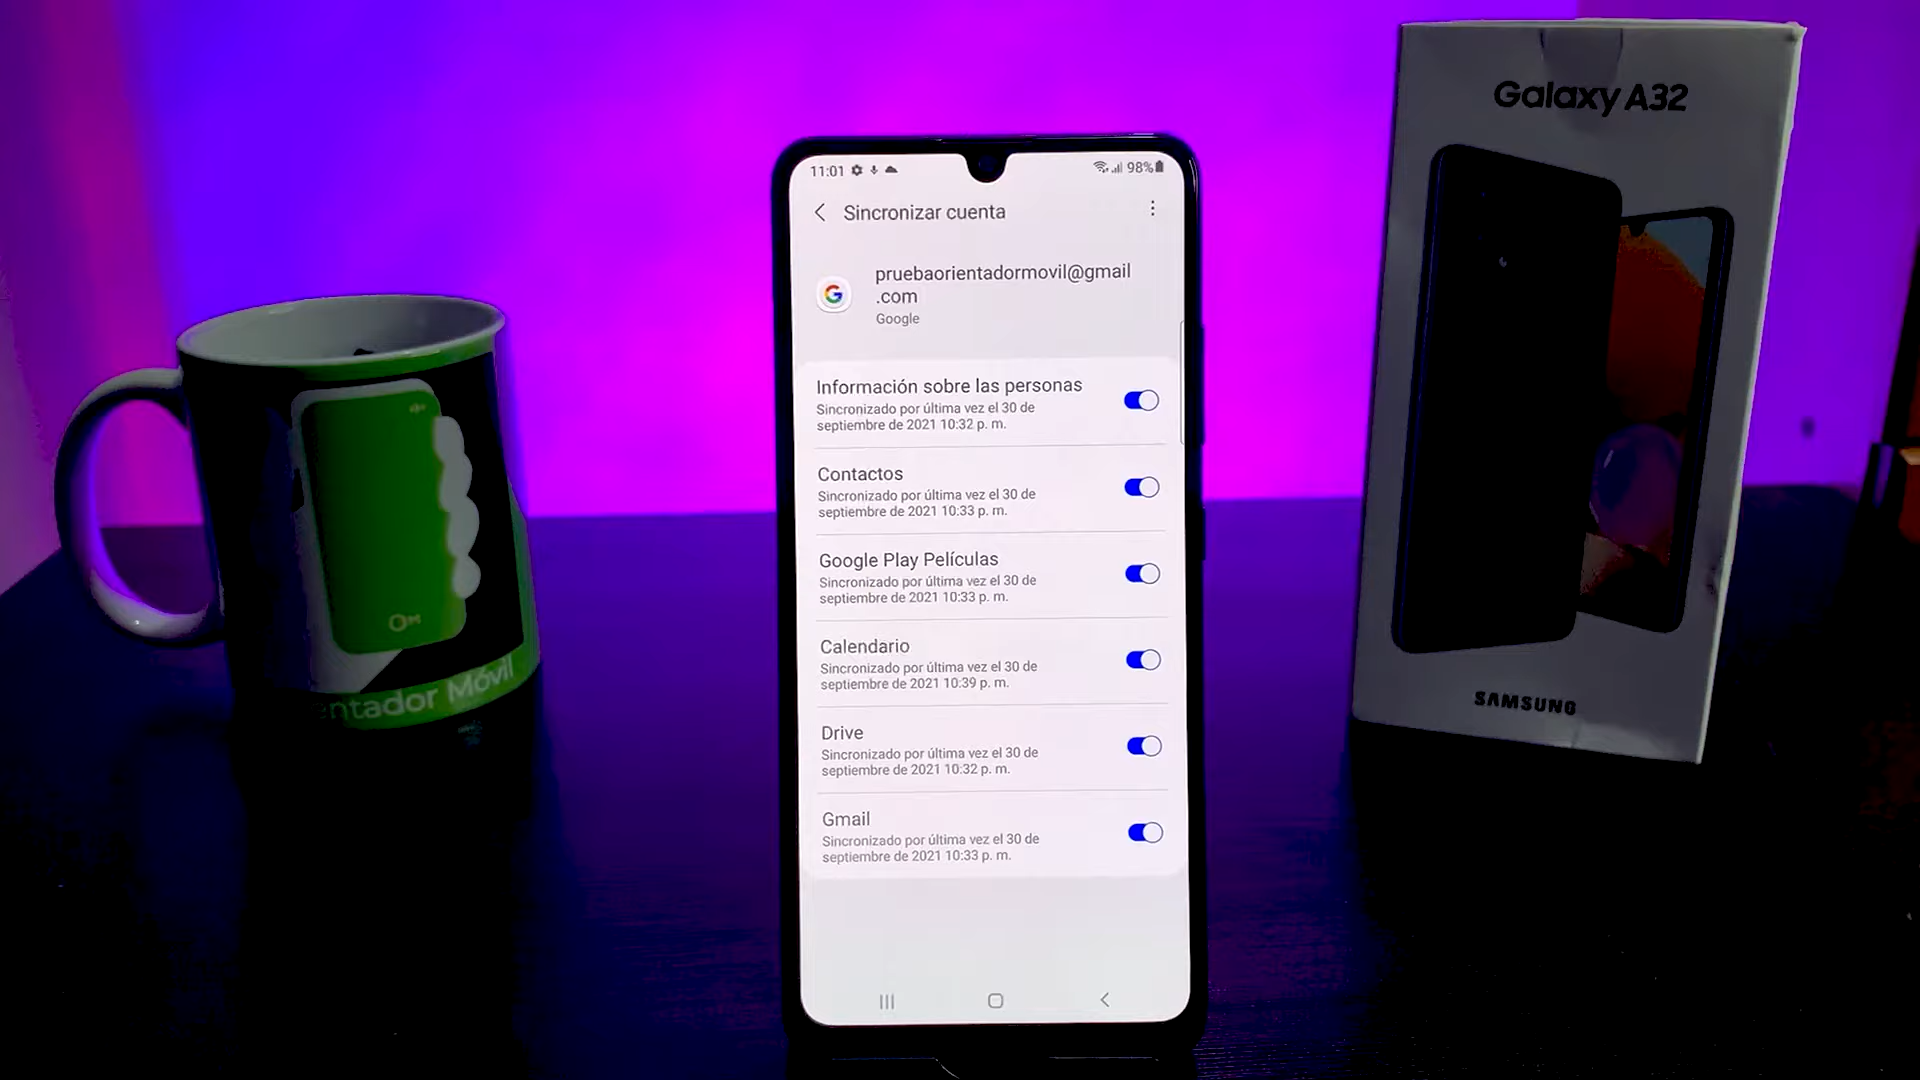 Galaxy A32
11:01
98%
Sincronizar cuenta
pruebaorientadormovil@gmail
.com
Google
Información sobre las personas
Sincronizado por última vez el 30 de
septiembre de 2021 10:32 p. m.
Contactos
Sincronizado por última vez el 30 de
septiembre de 2021 10:33 p. m.
Google Play Películas
Sincronizado por última vez el 30 de
septiembre de 2021 10:33 p. m.
Calendario
Sincronizado por última vez el 30 de
septiembre de 2021 10:39 p. m.
Drive
Sincronizado por última vez el 30 de
septiembre de 2021 10:32 p. m.
Gmail
Sincronizado por última vez el 30 de
septiembre de 2021 10:33 p. m.
entador Móvil
SAMSUNG